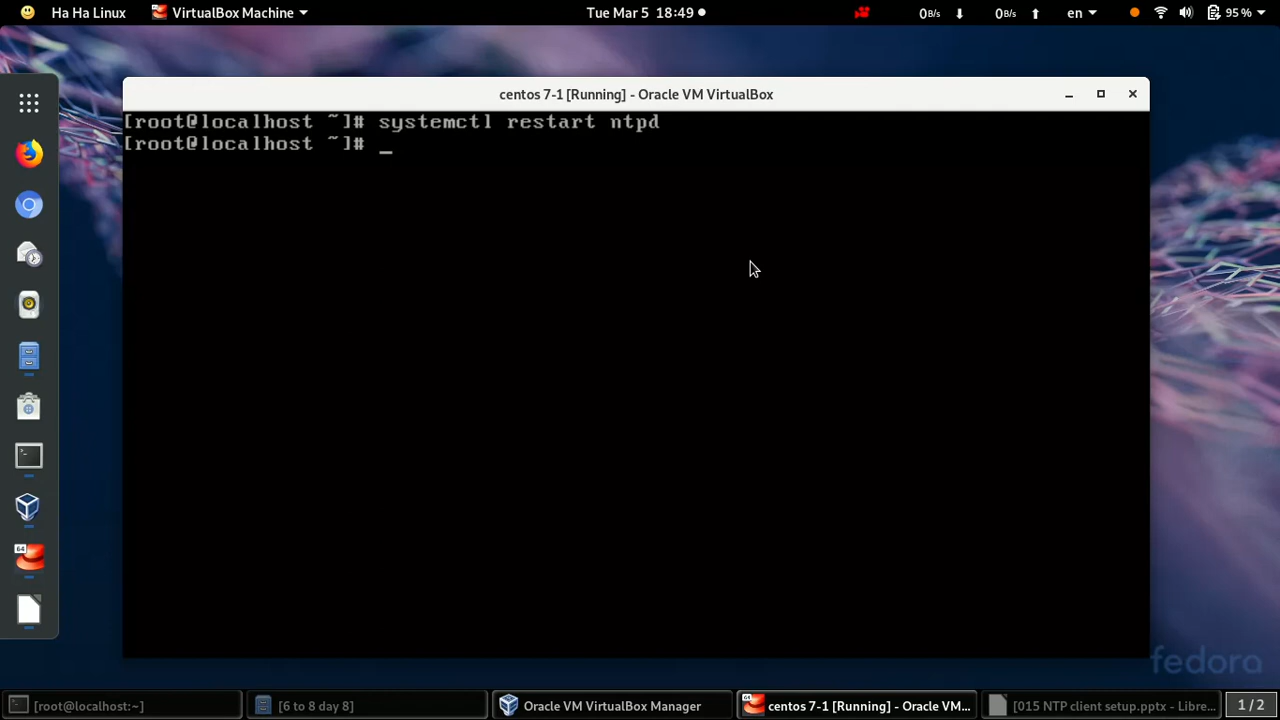 Ha Ha Linux VirtualBox Machine Tue Mar 5 18:49 0B/s 0B/s en 95 %
centos 7-1 [Running] - Oracle VM VirtualBox
[root@localhost ~]# systemctl restart ntpd
[root@localhost ~]# _
64
fedora
[root@localhost:~] [6 to 8 day 8] Oracle VM VirtualBox Manager centos 7-1 [Running] - Oracle VM... [015 NTP client setup.pptx - Libre... 1 / 2